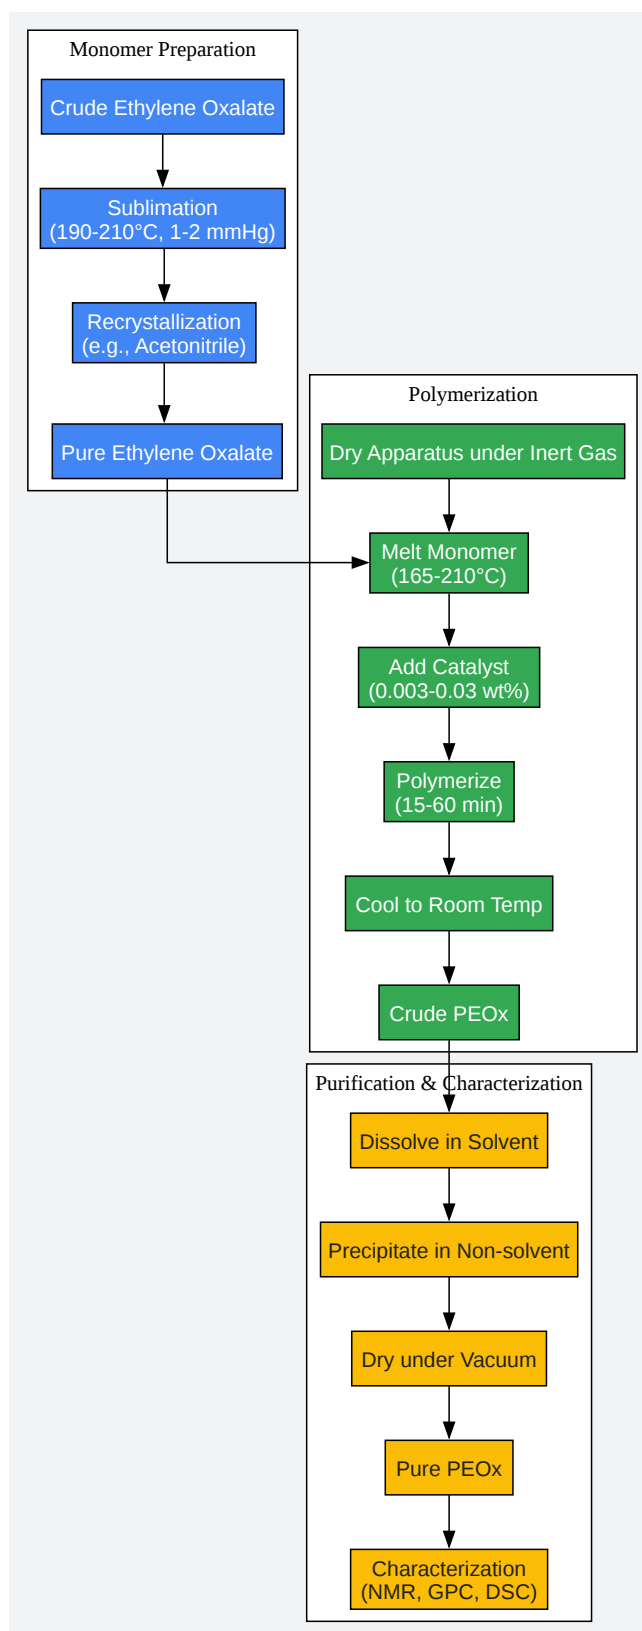 Monomer Preparation
Crude Ethylene Oxalate
Sublimation
(190-210°C, 1-2 mmHg)
Recrystallization
(e.g., Acetonitrile)
Pure Ethylene Oxalate
Polymerization
Dry Apparatus under Inert Gas
Melt Monomer
(165-210°C)
Add Catalyst
(0.003-0.03 wt%)
Polymerize
(15-60 min)
Cool to Room Temp
Crude PEOx
Purification & Characterization
Dissolve in Solvent
Precipitate in Non-solvent
Dry under Vacuum
Pure PEOx
Characterization
(NMR, GPC, DSC)